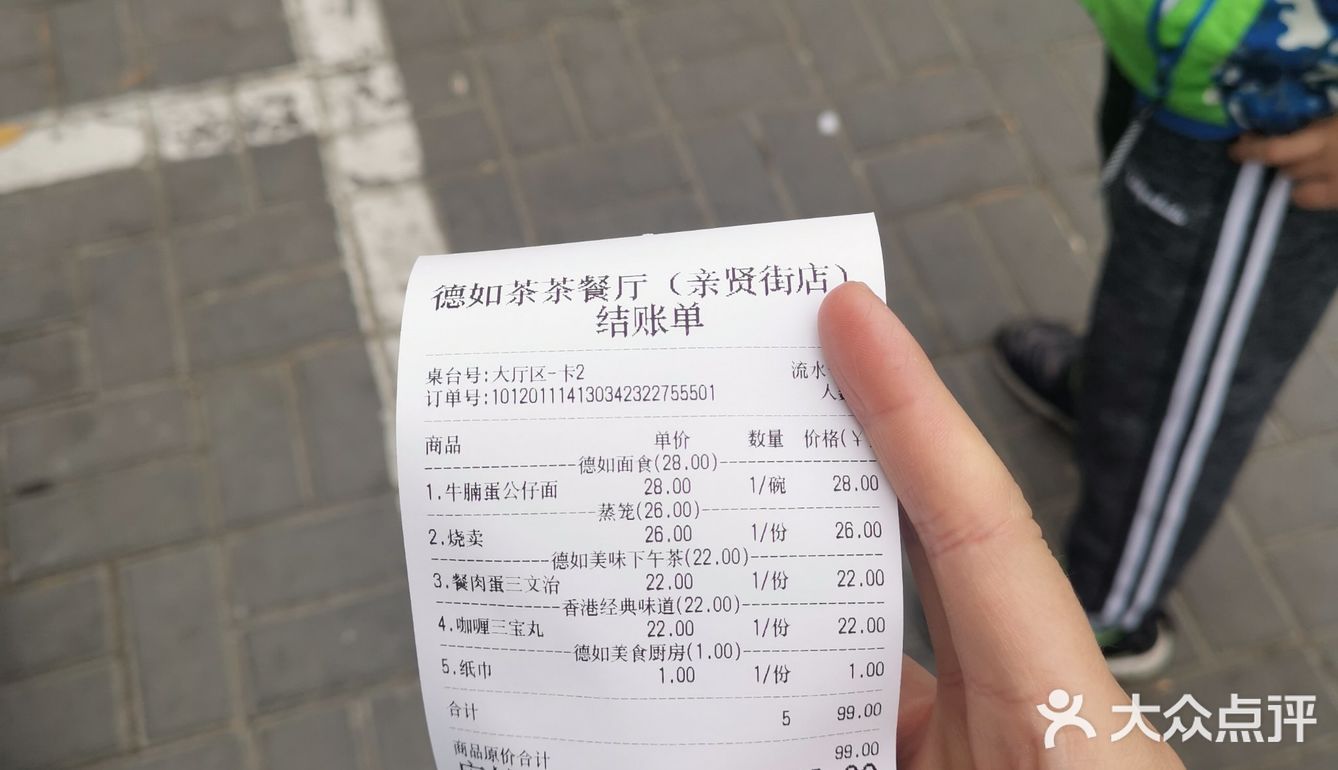 德如茶茶餐厅（亲贤街店）
结账单
桌台号:大厅区-卡2 流水
订单号:101201114130342322755501 人
商品 单价 数量 价格(¥
德如面食(28.00)
1.牛腩蛋公仔面 28.00 1/碗 28.00
蒸笼(26.00)
2.烧卖 26.00 1/份 26.00
德如美味下午茶(22.00)
3.餐肉蛋三文治 22.00 1/份 22.00
香港经典味道(22.00)
4.咖喱三宝丸 22.00 1/份 22.00
德如美食厨房(1.00)
5.纸巾 1.00 1/份 1.00
合计 5 99.00
商品原价合计 99.00
大众点评